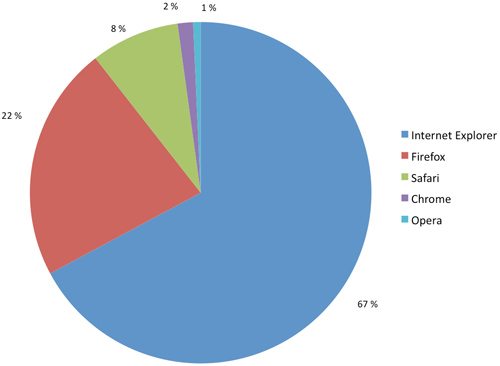 2 %
1 %
8 %
22 %
Internet Explorer
Firefox
Safari
Chrome
Opera
67 %